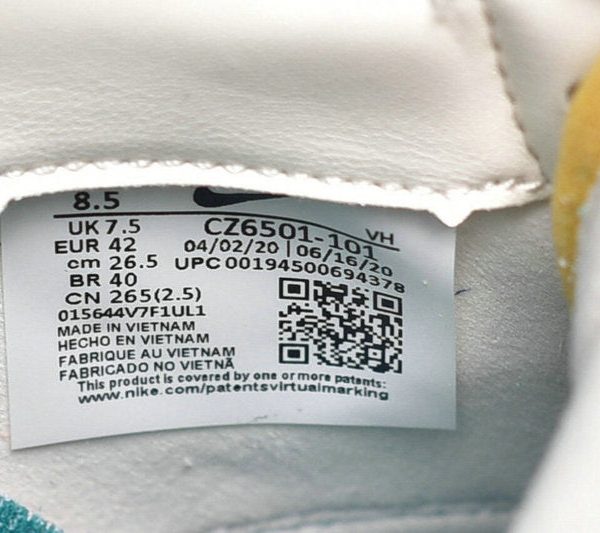 8.5
UK 7.5
EUR 42
cm 26.5
BR 40
CN 265(2.5)
015644V7F1UL1
MADE IN VIETNAM
HECHO EN VIETNAM
FABRIQUE AU VIETNAM
FABRICADO NO VIETNÃ
CZ6501-101
VH
04/02/20 | 06/16/20
UPC 00194500694378
This product is covered by one or more patents:
www.nike.com/patentsvirtualmarking